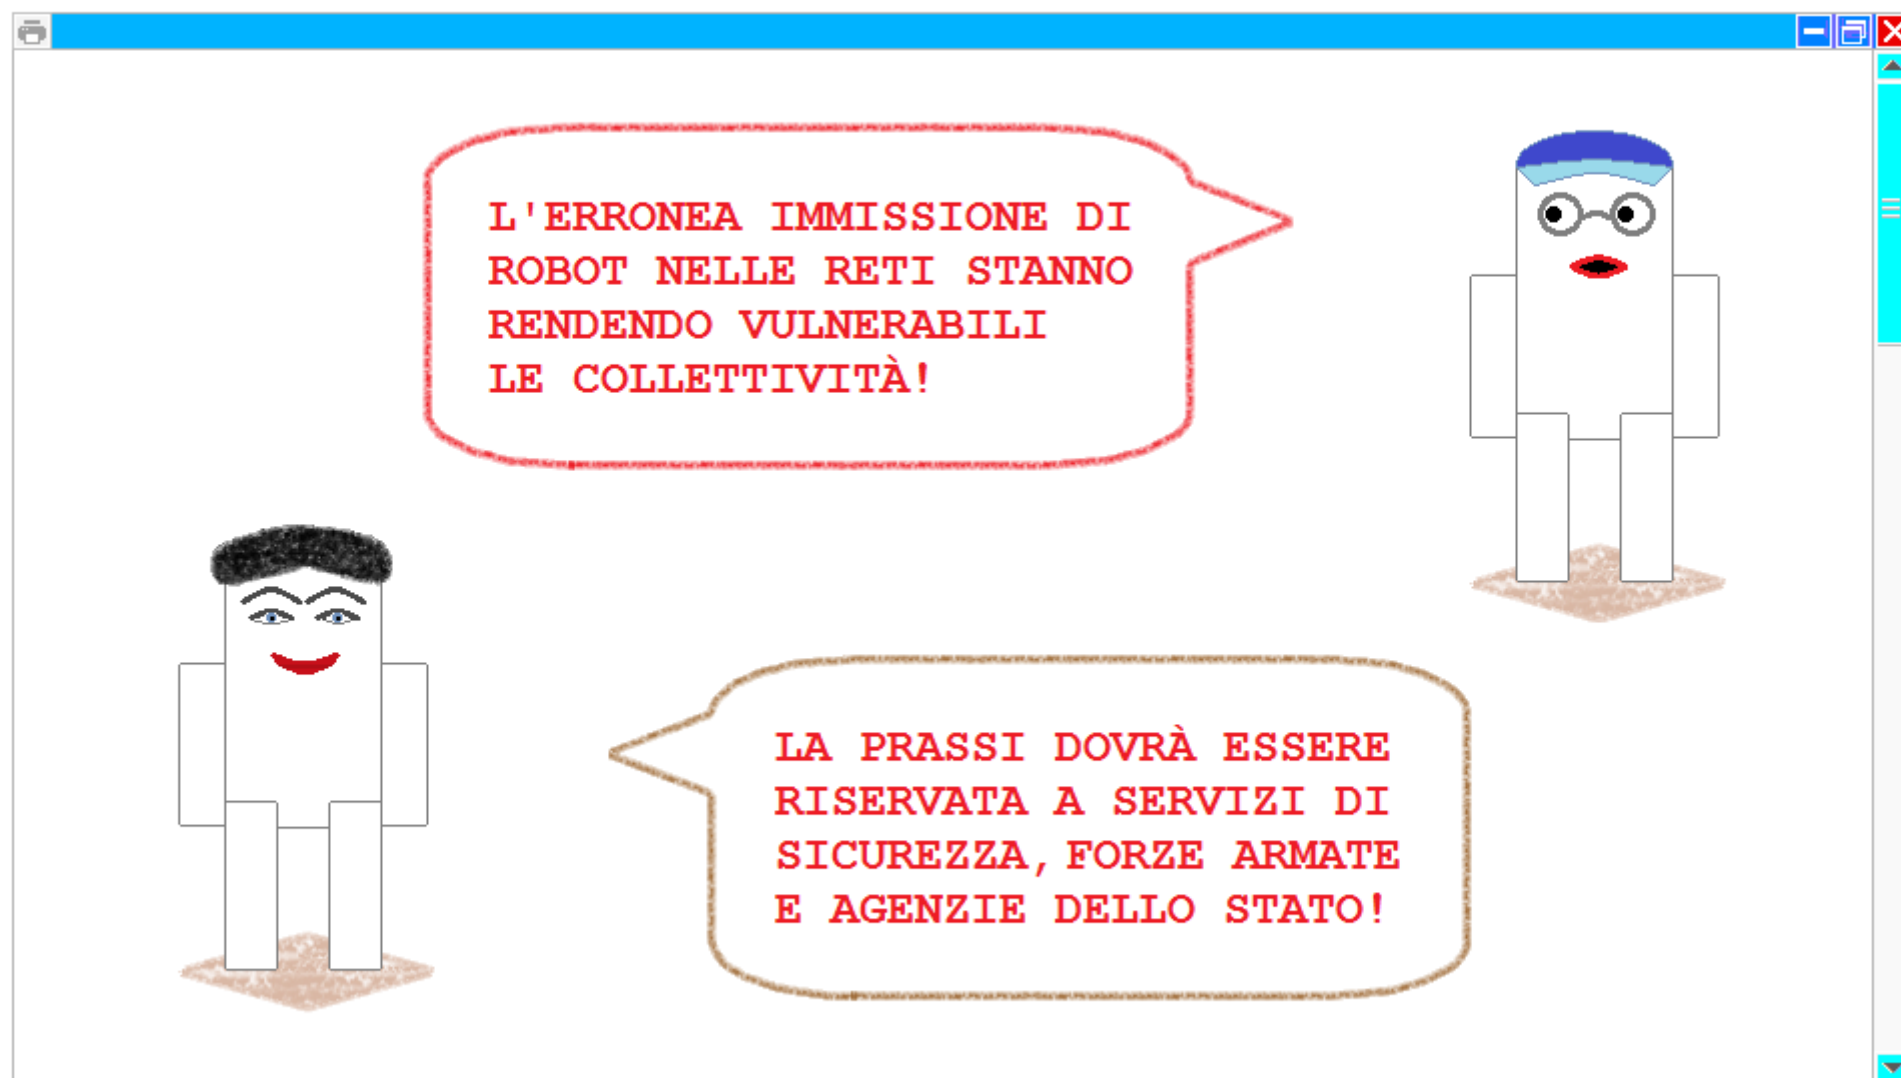 L'ERRONEA IMMISSIONE DI
ROBOT NELLE RETI STANNO
RENDENDO VULNERABILI
LE COLLETTIVITÀ!
LA PRASSI DOVRÀ ESSERE
RISERVATA A SERVIZI DI
SICUREZZA, FORZE ARMATE
E AGENZIE DELLO STATO!